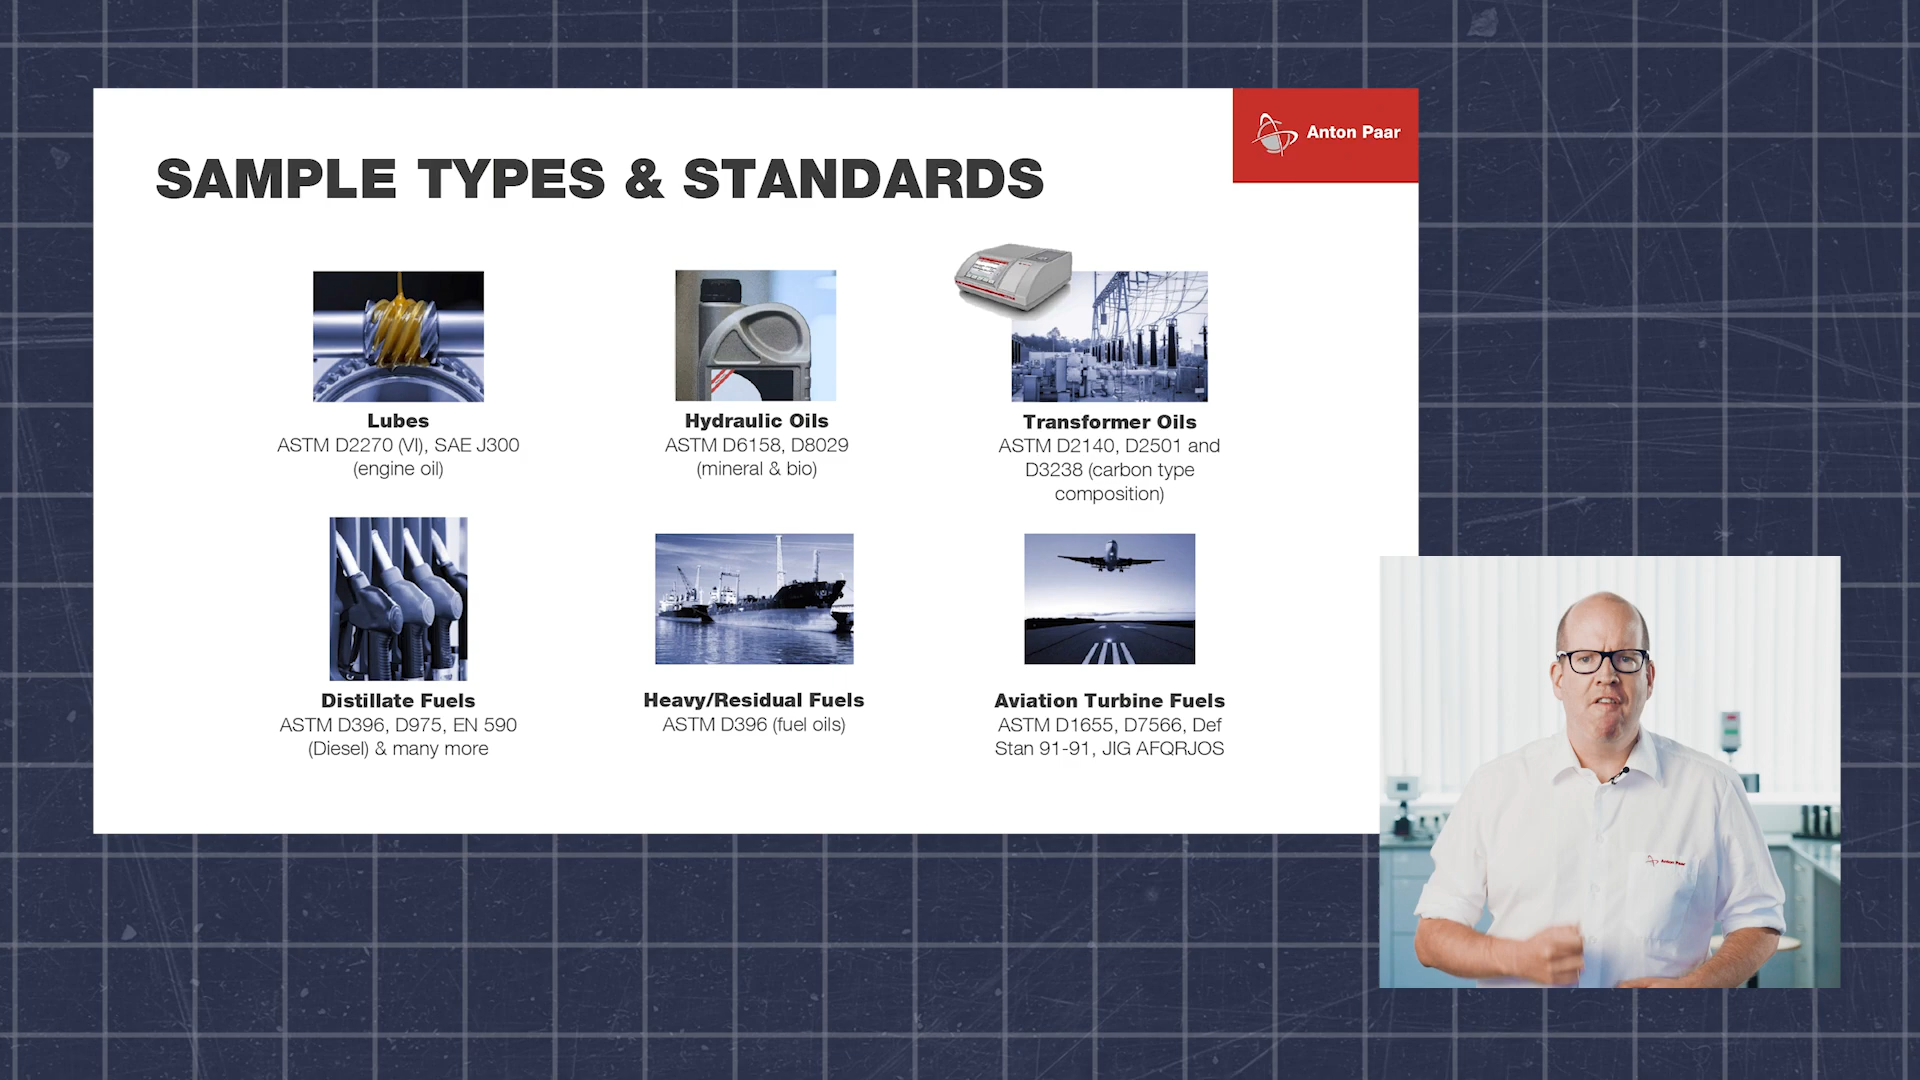 Anton Paar
SAMPLE TYPES & STANDARDS
Lubes
ASTM D2270 (VI), SAE J300
(engine oil)
Hydraulic Oils
ASTM D6158, D8029
(mineral & bio)
Transformer Oils
ASTM D2140, D2501 and
D3238 (carbon type
composition)
Distillate Fuels
ASTM D396, D975, EN 590
(Diesel) & many more
Heavy/Residual Fuels
ASTM D396 (fuel oils)
Aviation Turbine Fuels
ASTM D1655, D7566, Def
Stan 91-91, JIG AFQRJOS
Anton Paar